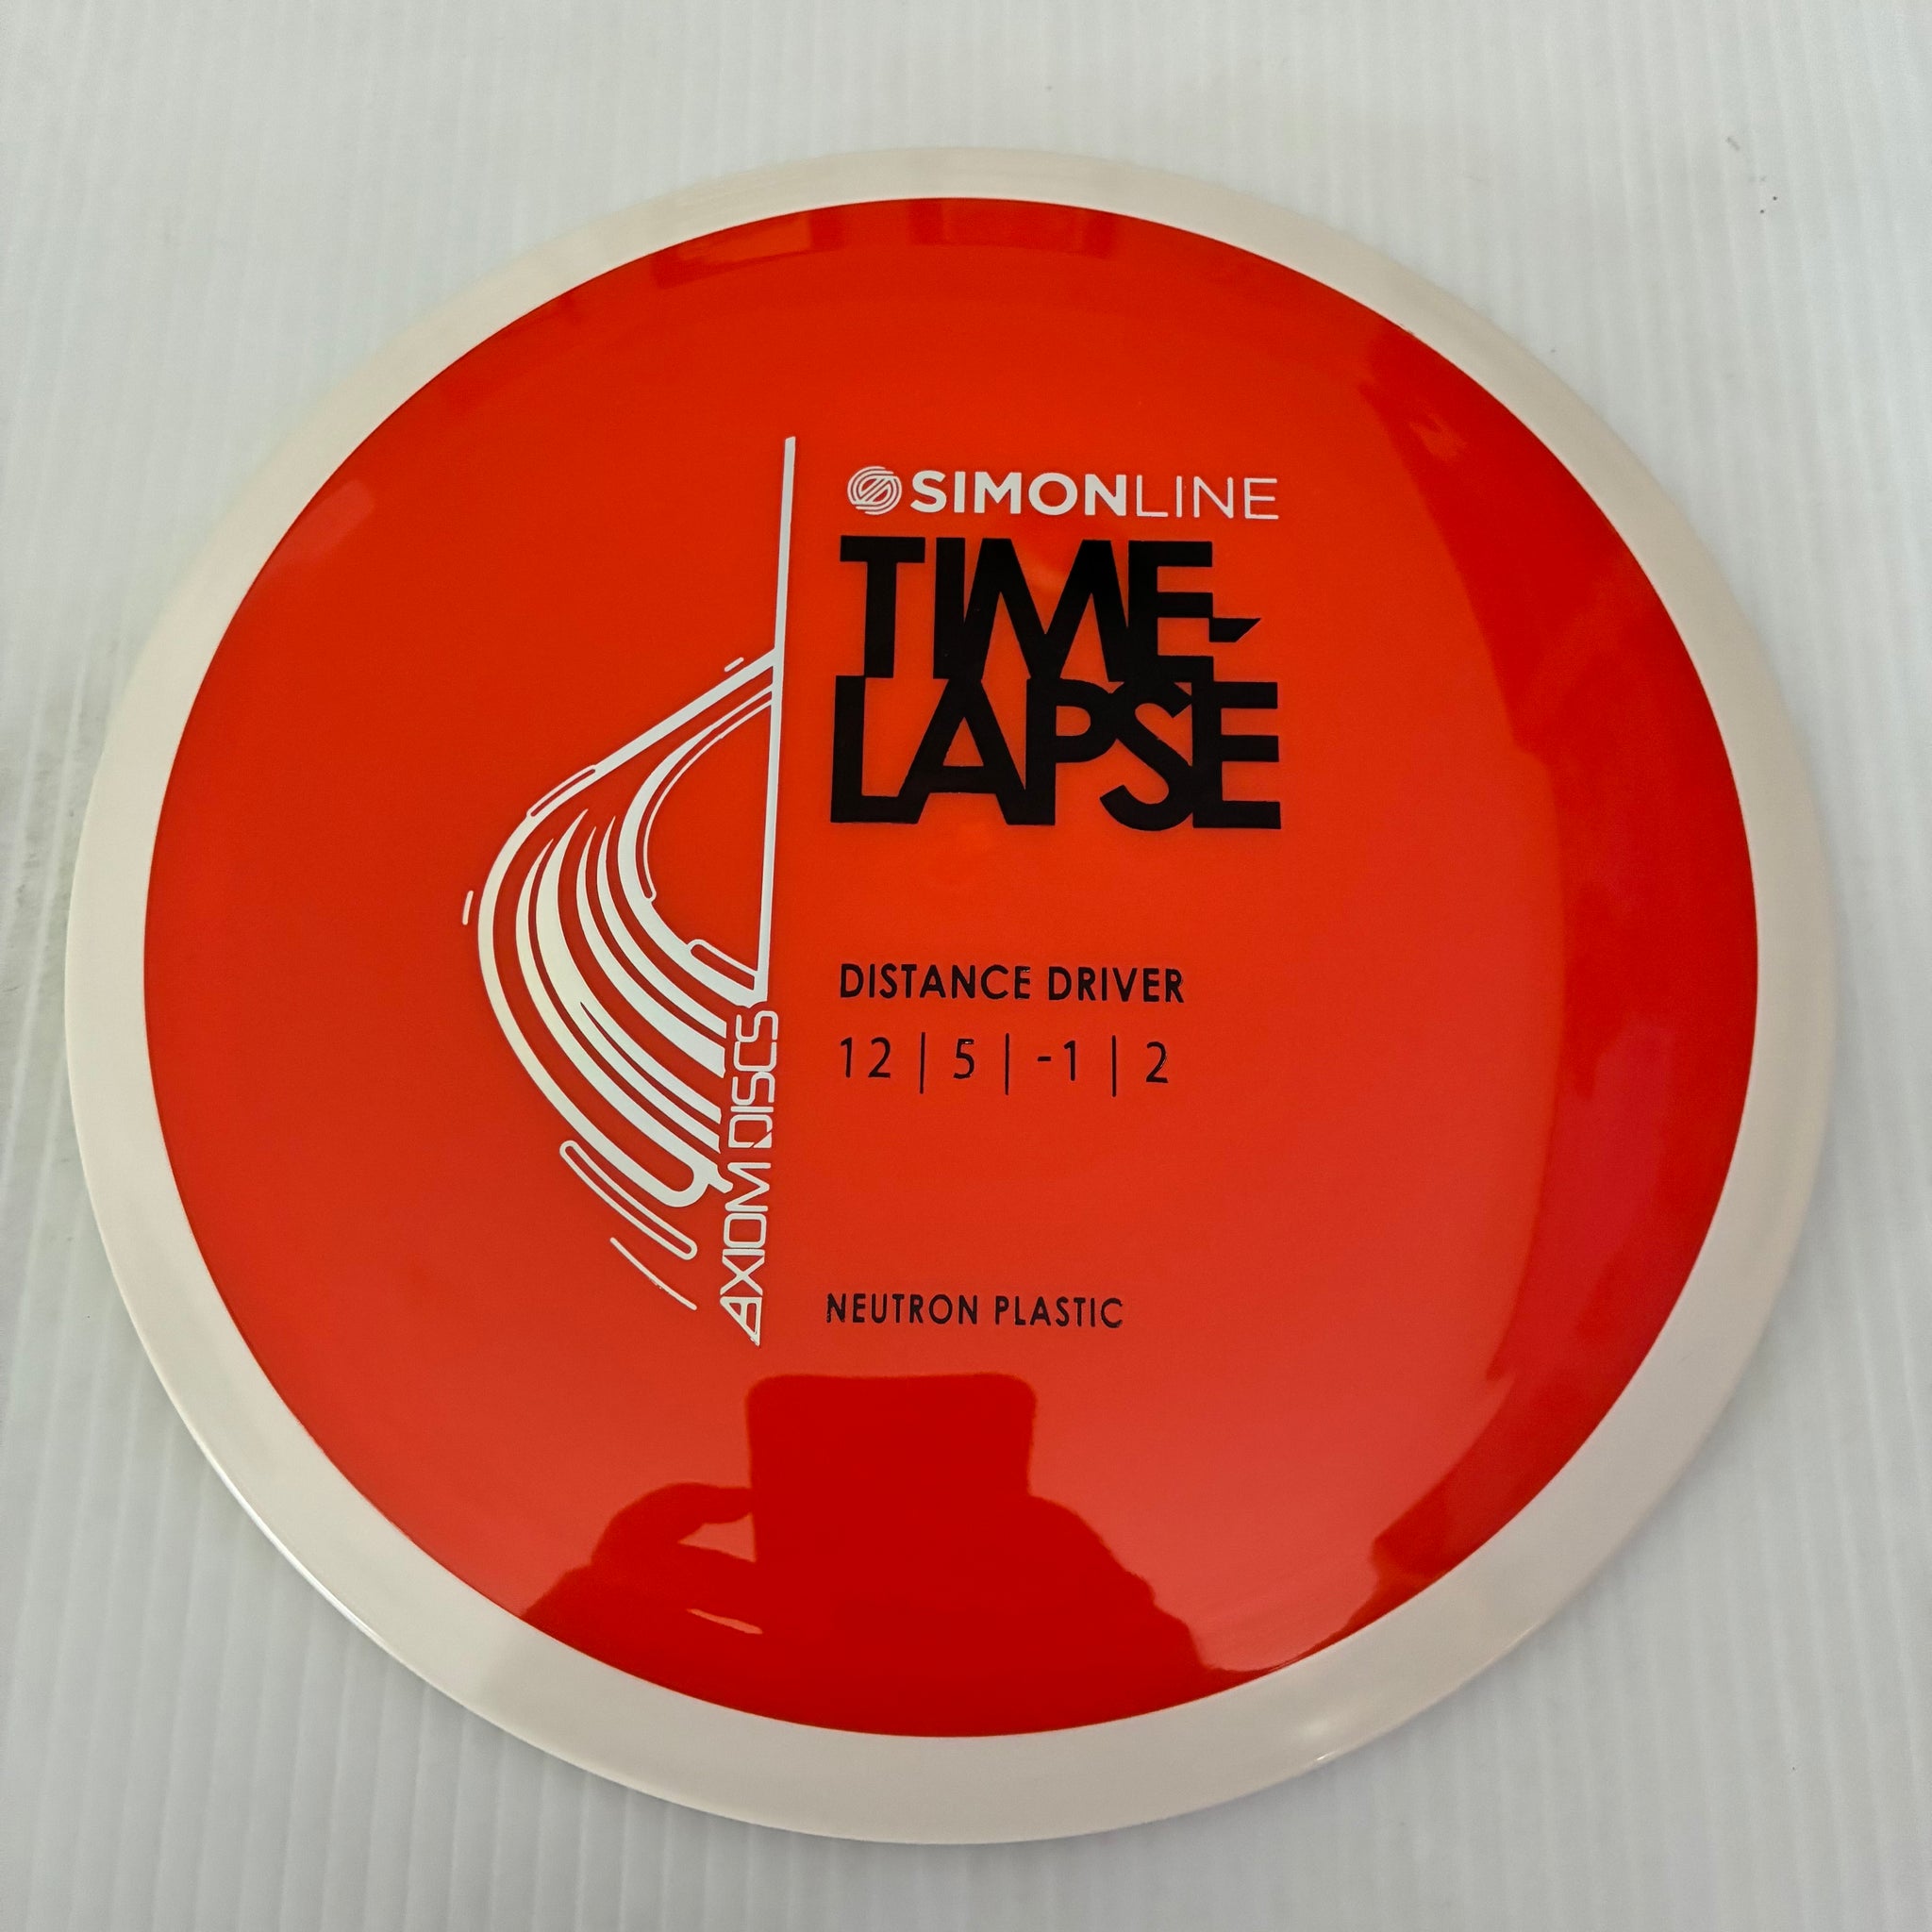 SIMONLINE
TIME-
LAPSE
DISTANCE DRIVER
12 | 5 | -1 | 2
NEUTRON PLASTIC
AXIOM DISCS